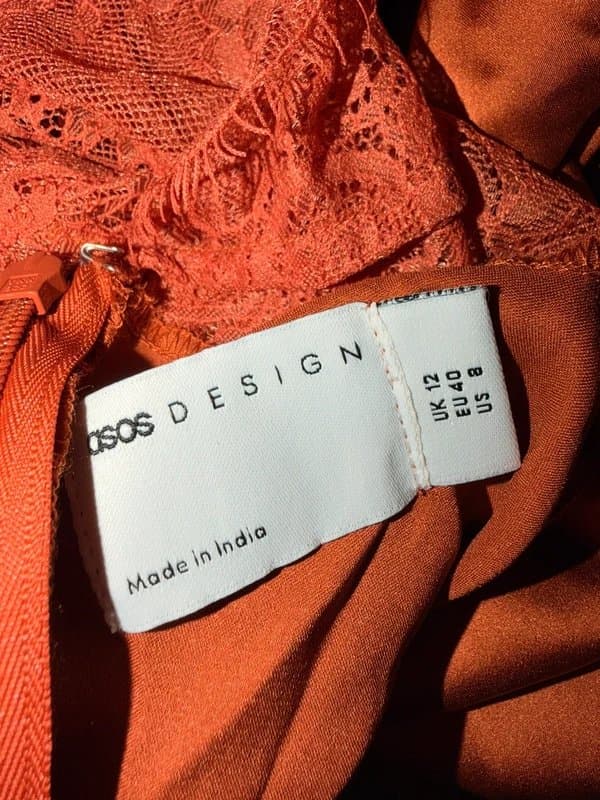 asos DESIGN
Made in India
UK 12
EU 40
US 8